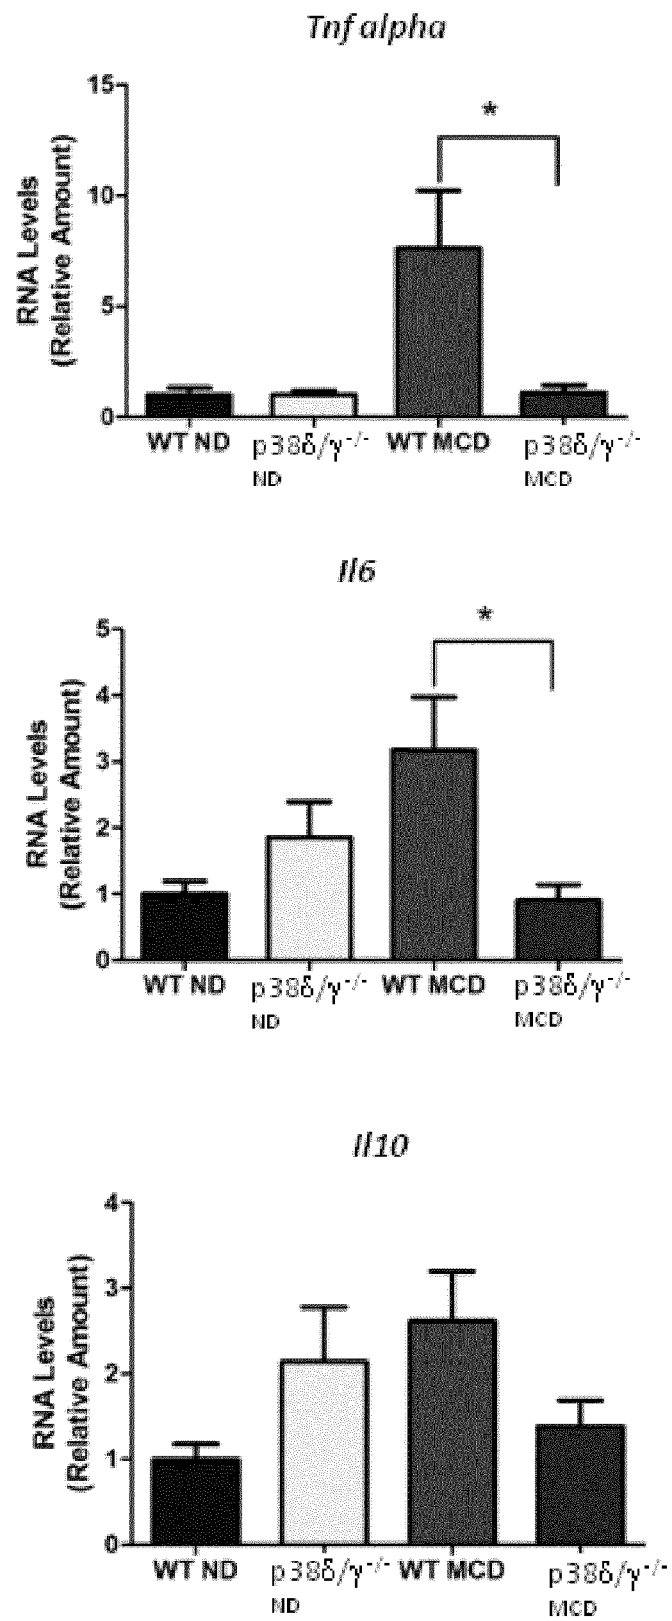 Tnf alpha
RNA Levels
(Relative Amount)
15
10
5
0
*
WT ND
p38δ/γ-/-
ND
WT MCD
p38δ/γ-/-
MCD
Il6
RNA Levels
(Relative Amount)
5
4
3
2
1
0
*
WT ND
p38δ/γ-/-
ND
WT MCD
p38δ/γ-/-
MCD
Il10
RNA Levels
(Relative Amount)
4
3
2
1
0
WT ND
p38δ/γ-/-
ND
WT MCD
p38δ/γ-/-
MCD